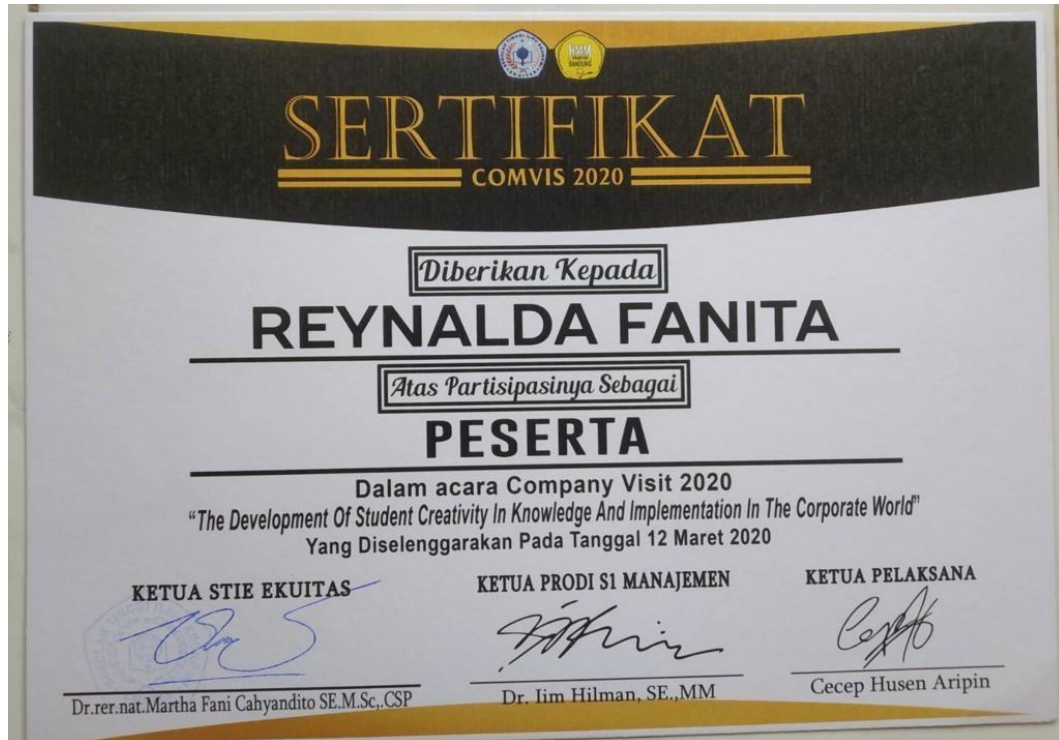 HMM
BANDUNG
SERTIFIKAT
COMVIS 2020
Diberikan Kepada
REYNALDA FANITA
Atas Partisipasinya Sebagai
PESERTA
Dalam acara Company Visit 2020
“The Development Of Student Creativity In Knowledge And Implementation In The Corporate World”
Yang Diselenggarakan Pada Tanggal 12 Maret 2020
KETUA STIE EKUITAS
KETUA PRODI S1 MANAJEMEN
KETUA PELAKSANA
Dr.rer.nat.Martha Fani Cahyandito SE.M.Sc,.CSP
Dr. Iim Hilman, SE.,MM
Cecep Husen Aripin